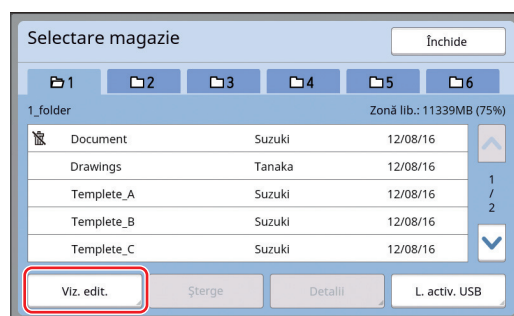 Selectare magazie
Închide
1 2 3 4 5 6
1_folder Zonă lib.: 11339MB (75%)
Document Suzuki 12/08/16
Drawings Tanaka 12/08/16
Templete_A Suzuki 12/08/16
Templete_B Suzuki 12/08/16
Templete_C Suzuki 12/08/16
1
/
2
Viz. edit. Șterge Detalii L. activ. USB